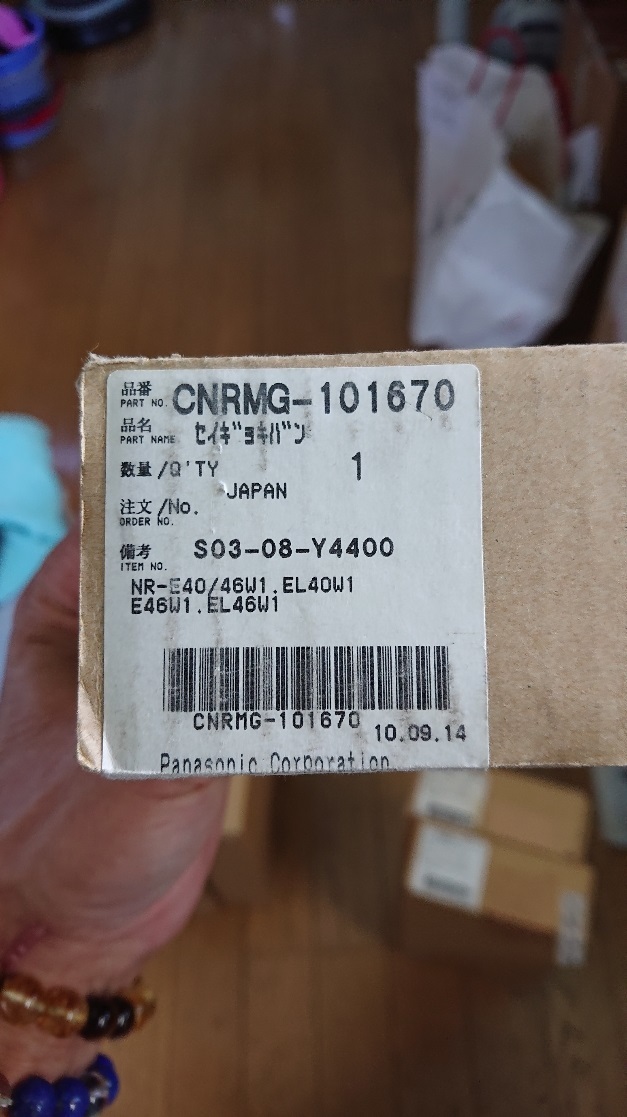 品番
PART NO. CNRMG-101670
品名
PART NAME セイギョキバン
数量/Q'TY 1
JAPAN
注文/No.
ORDER NO.
備考 S03-08-Y4400
ITEM NO.
NR-E40/46W1.EL40W1
E46W1.EL46W1
CNRMG-101670 10.09.14
Panasonic Corporation